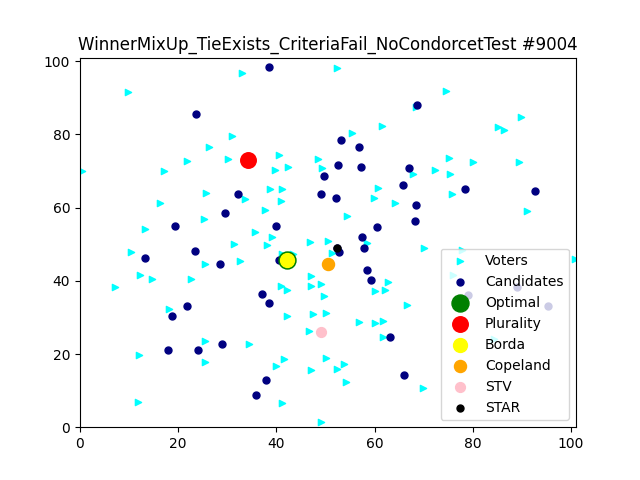 WinnerMixUp_TieExists_CriteriaFail_NoCondorcetTest #9004
100
80
60
40
20
0
0 20 40 60 80 100
Voters
Candidates
Optimal
Plurality
Borda
Copeland
STV
STAR